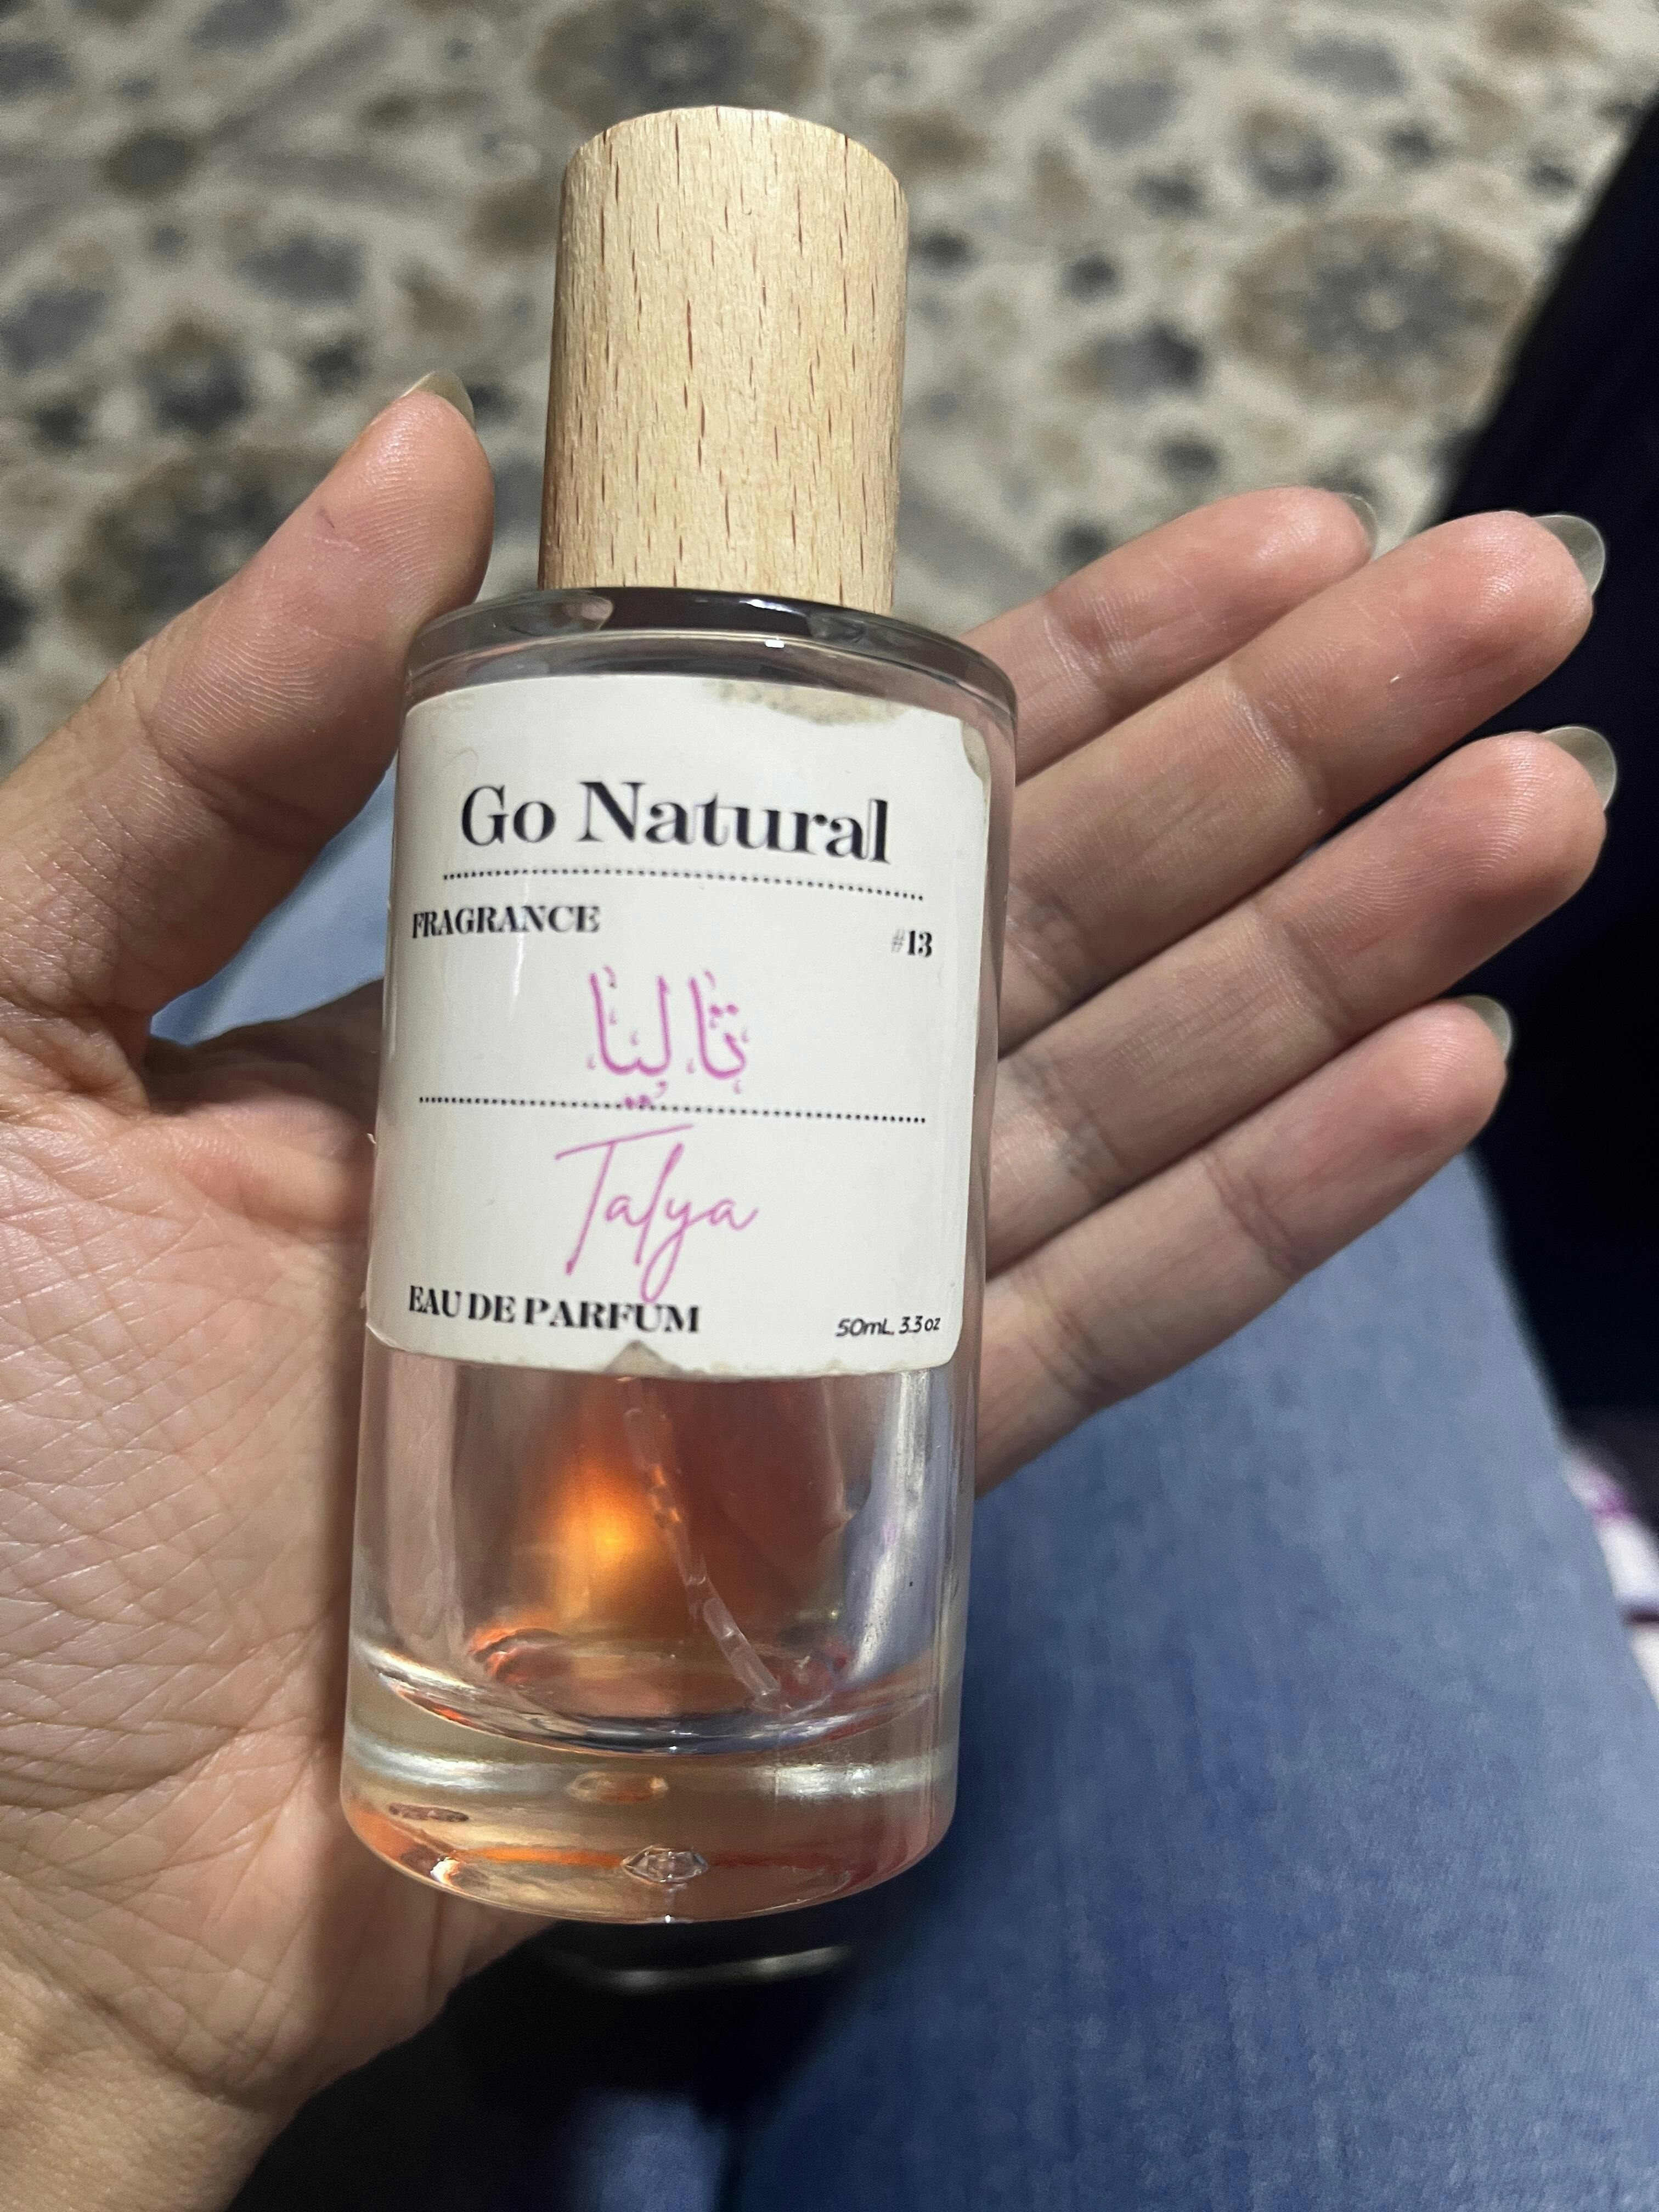 Go Natural
FRAGRANCE #13
تاليا
Talya
EAU DE PARFUM 50mL, 3.3 oz